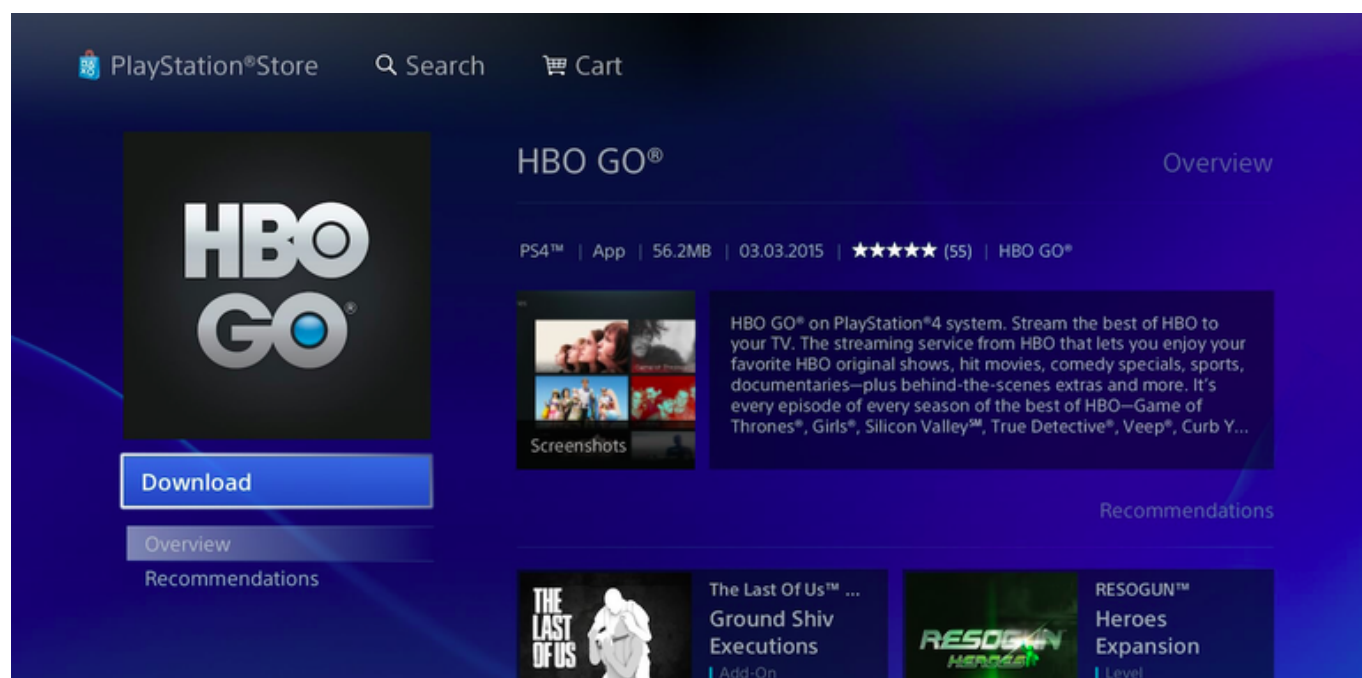 PlayStation®Store Search Cart
HBO
GO®
Download
Overview
Recommendations
HBO GO®
Overview
PS4™ | App | 56.2MB | 03.03.2015 | ★★★★★ (55) | HBO GO®
Screenshots
HBO GO® on PlayStation®4 system. Stream the best of HBO to
your TV. The streaming service from HBO that lets you enjoy your
favorite HBO original shows, hit movies, comedy specials, sports,
documentaries—plus behind-the-scenes extras and more. It's
every episode of every season of the best of HBO—Game of
Thrones®, Girls®, Silicon Valley℠, True Detective®, Veep®, Curb Y...
Recommendations
THE
LAST
OF US
The Last Of Us™ ...
Ground Shiv
Executions
Add-On
RESOGUN
HEROES
RESOGUN™
Heroes
Expansion
Level